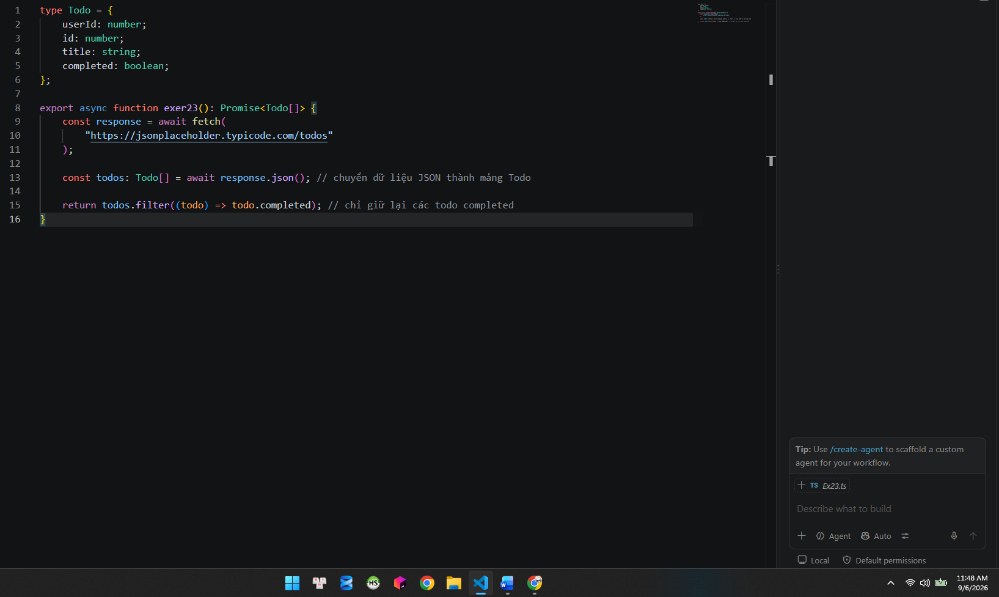 1 type Todo = {
2 userId: number;
3 id: number;
4 title: string;
5 completed: boolean;
6 };
7
8 export async function exer23(): Promise<Todo[]> {
9 const response = await fetch(
10 "https://jsonplaceholder.typicode.com/todos"
11 );
12
13 const todos: Todo[] = await response.json(); // chuyển dữ liệu JSON thành mảng Todo
14
15 return todos.filter((todo) => todo.completed); // chỉ giữ lại các todo completed
16 }
Tip: Use /create-agent to scaffold a custom
agent for your workflow.
TS Ex23.ts
Describe what to build
Agent Auto
Local Default permissions
HS
W
11:48 AM
9/6/2026